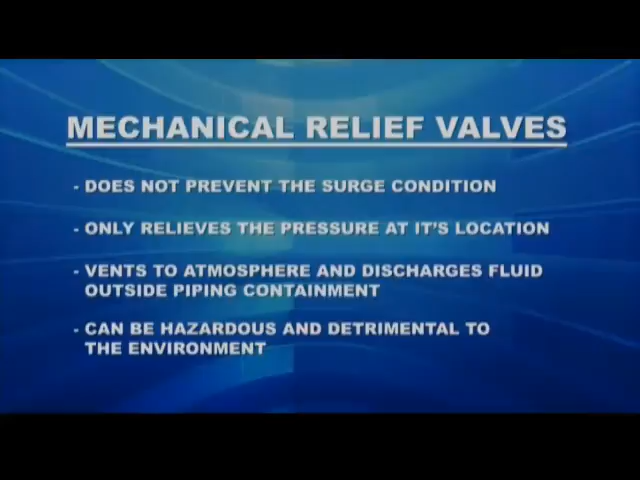 MECHANICAL RELIEF VALVES
- DOES NOT PREVENT THE SURGE CONDITION
- ONLY RELIEVES THE PRESSURE AT IT'S LOCATION
- VENTS TO ATMOSPHERE AND DISCHARGES FLUID
OUTSIDE PIPING CONTAINMENT
- CAN BE HAZARDOUS AND DETRIMENTAL TO
THE ENVIRONMENT